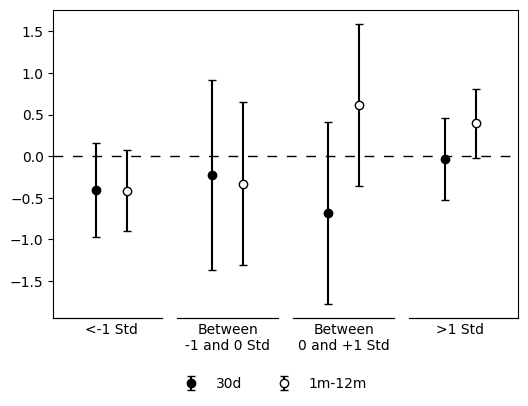 1.5
1.0
0.5
0.0
−0.5
−1.0
−1.5
<-1 Std
Between
-1 and 0 Std
Between
0 and +1 Std
>1 Std
30d
1m-12m